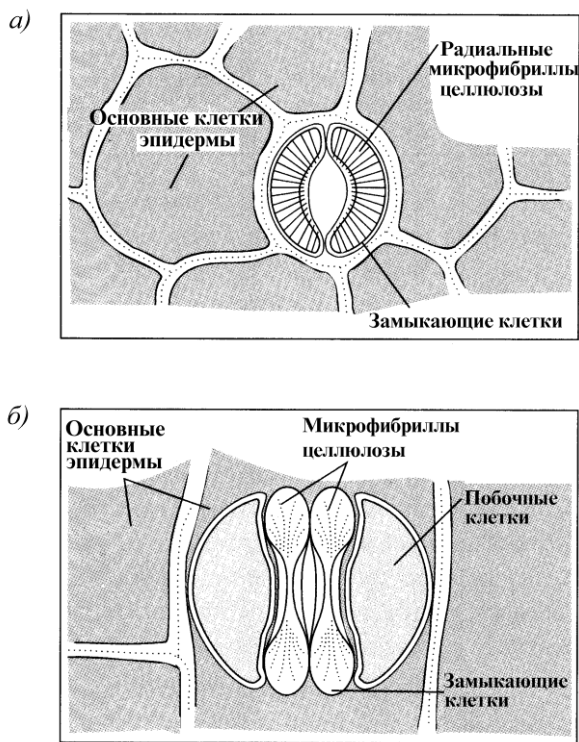 а)
Радиальные
микрофибриллы
целлюлозы
Основные клетки
эпидермы
Замыкающие клетки
б)
Основные
клетки
эпидермы
Микрофибриллы
целлюлозы
Побочные
клетки
Замыкающие
клетки